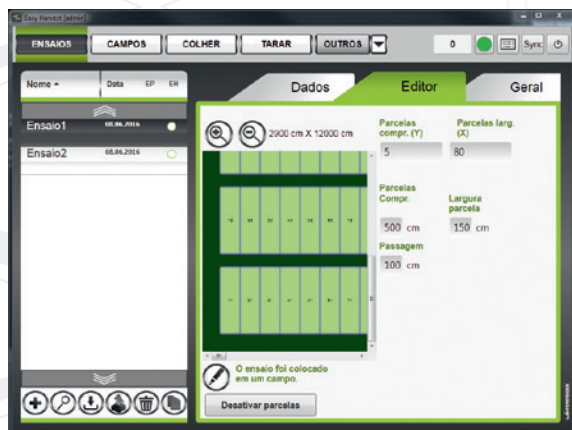 Easy Harvest [admin]
ENSAIOS CAMPOS COLHER TARAR OUTROS 0 Sync
Nome Data EP EH
Ensaio1 08.06.2016
Ensaio2 08.06.2016
Dados Editor Geral
2900 cm X 12000 cm
Parcelas compr. (Y)
Parcelas larg. (X)
5 80
Parcelas Compr.
Largura parcela
500 cm 150 cm
Passagem
100 cm
O ensaio foi colocado
em um campo.
Desativar parcelas